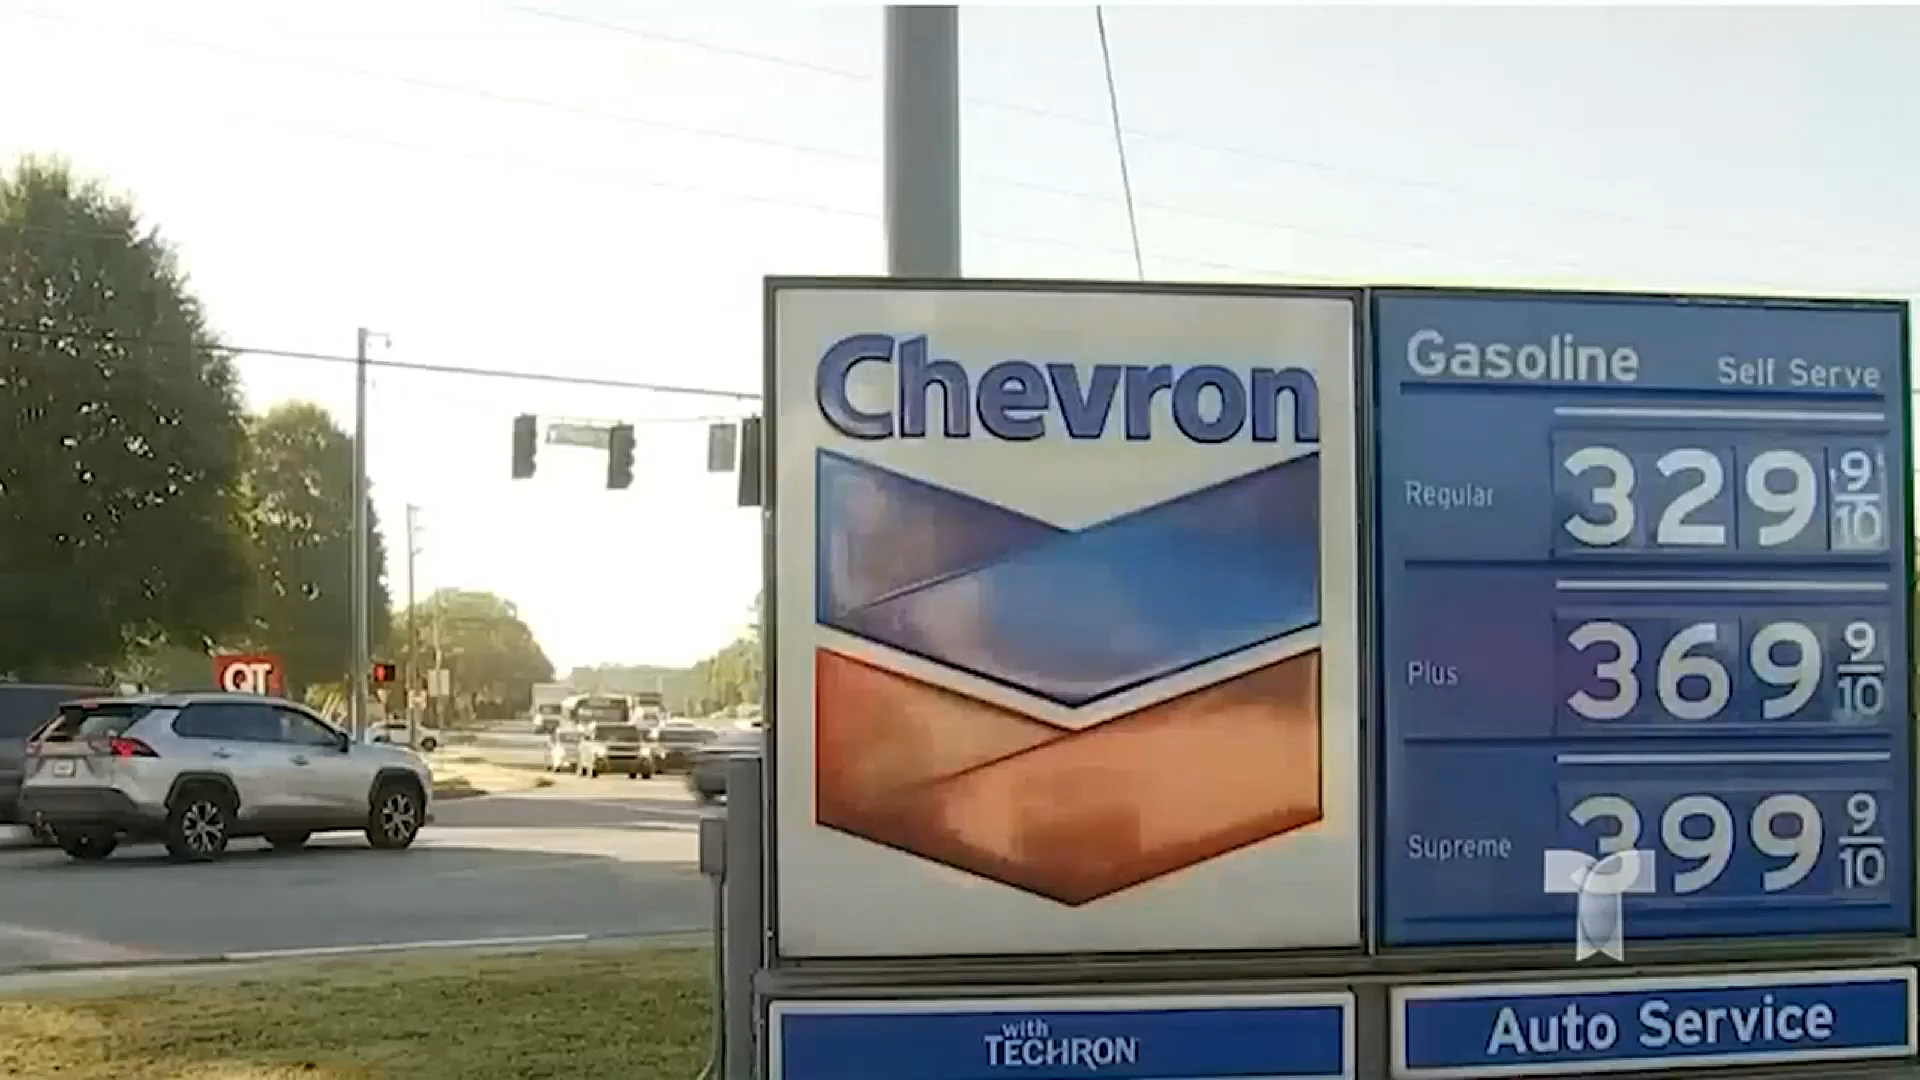 QT
Chevron
Gasoline Self Serve
Regular 329 9/10
Plus 369 9/10
Supreme 399 9/10
with
TECHRON
Auto Service